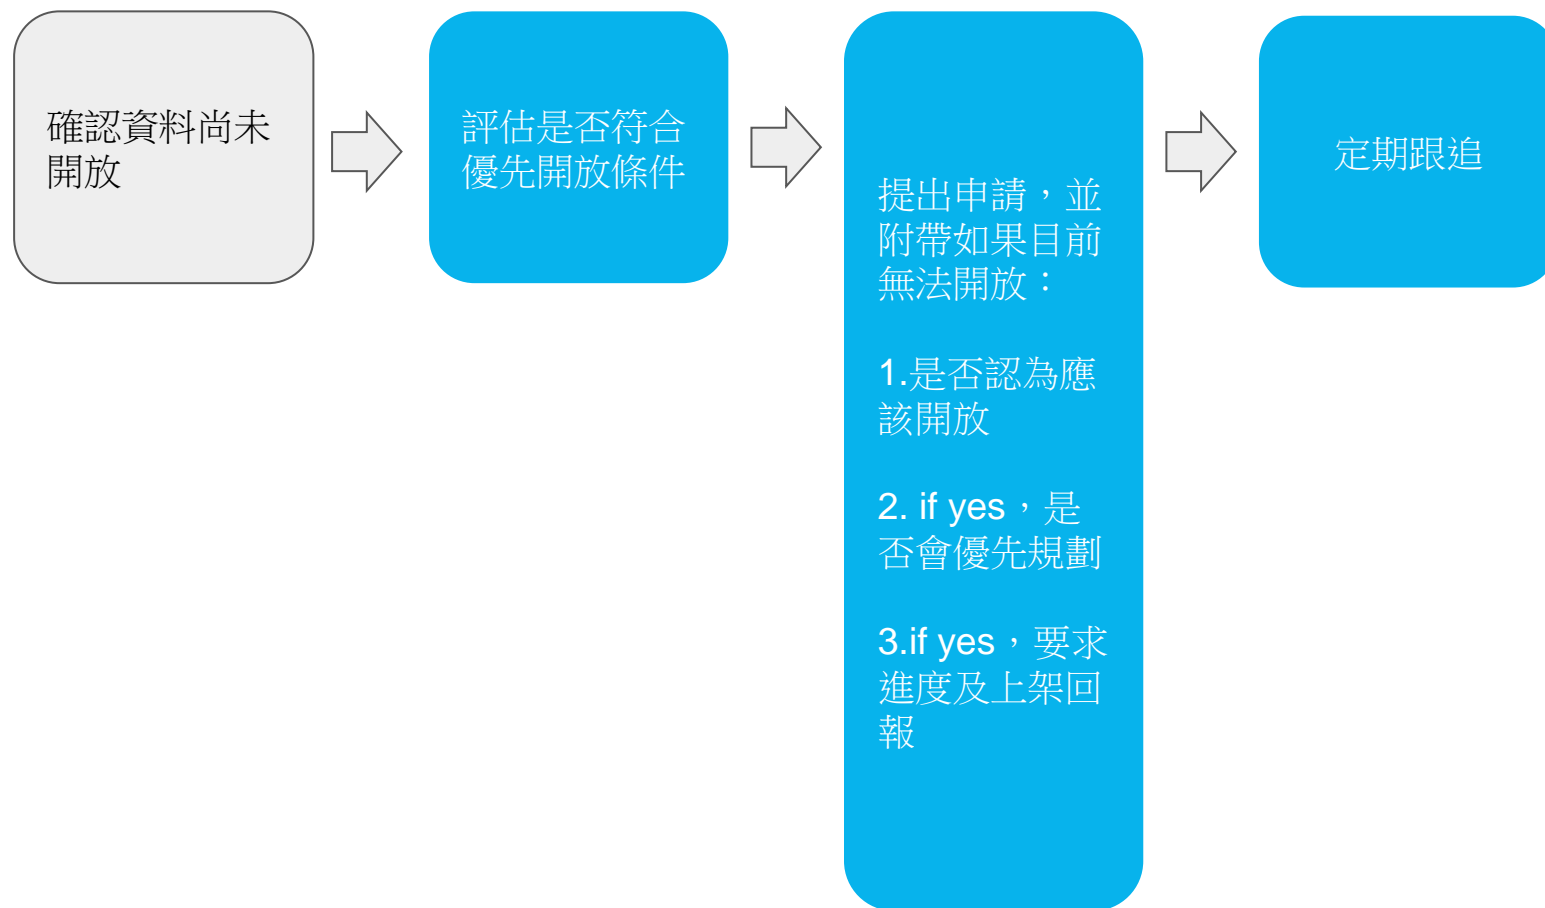 確認資料尚未
開放
評估是否符合
優先開放條件
提出申請，並
附帶如果目前
無法開放：
1.是否認為應
該開放
2. if yes，是
否會優先規劃
3.if yes，要求
進度及上架回
報
定期跟追